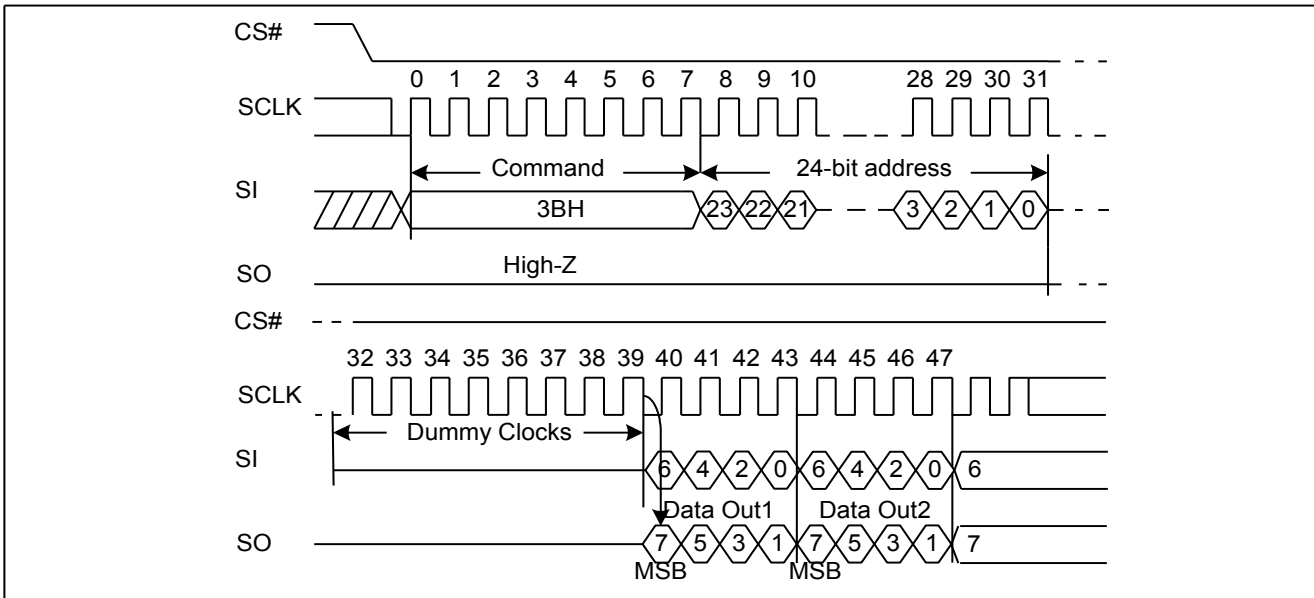 CS#
0 1 2 3 4 5 6 7 8 9 10 28 29 30 31
SCLK
Command 24-bit address
SI
3BH 23 22 21 3 2 1 0
High-Z
SO
CS#
32 33 34 35 36 37 38 39 40 41 42 43 44 45 46 47
SCLK
Dummy Clocks
SI
6 4 2 0 6 4 2 0 6
Data Out1 Data Out2
SO
7 5 3 1 7 5 3 1 7
MSB MSB